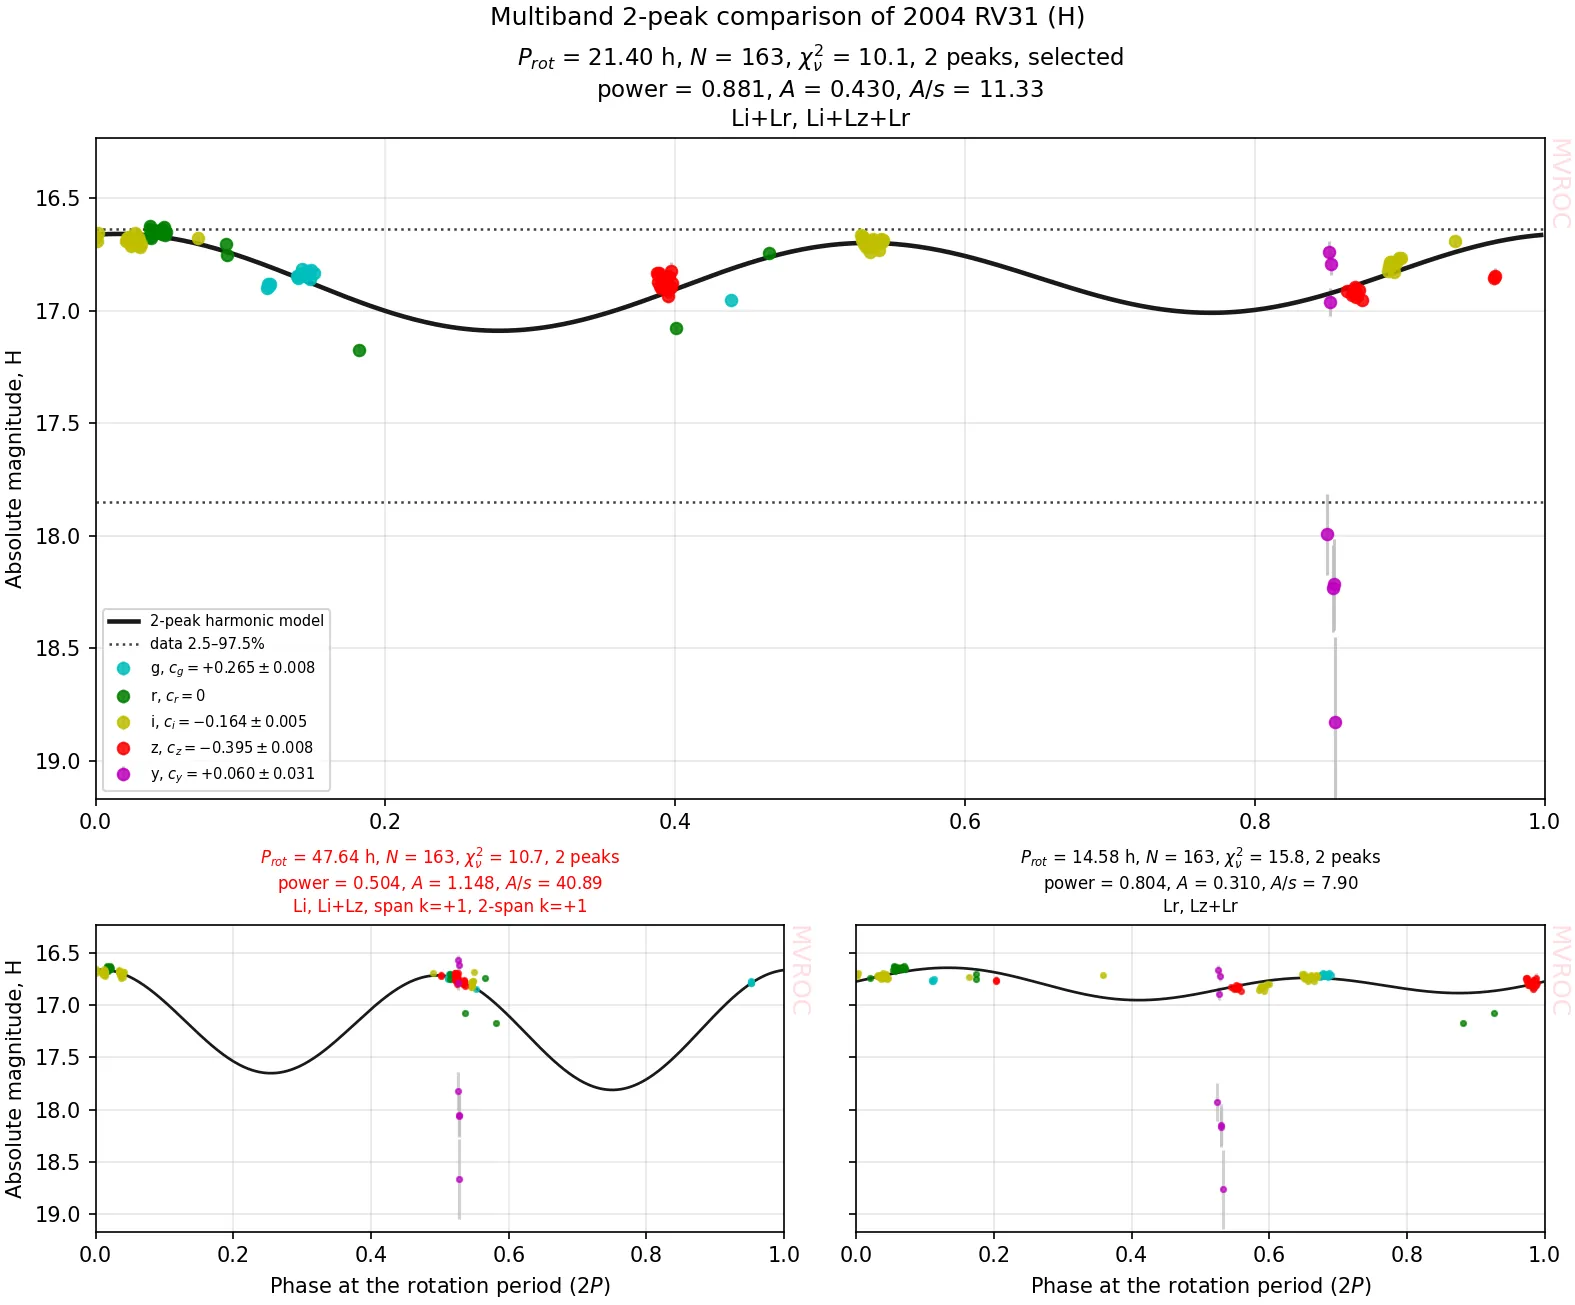 Multiband 2-peak comparison of 2004 RV31 (H)
P_rot = 21.40 h, N = 163, χ²_ν = 10.1, 2 peaks, selected
power = 0.881, A = 0.430, A/s = 11.33
Li+Lr, Li+Lz+Lr
MVROC
Absolute magnitude, H
16.5
17.0
17.5
18.0
18.5
19.0
2-peak harmonic model
data 2.5–97.5%
g, c_g = +0.265 ± 0.008
r, c_r = 0
i, c_i = −0.164 ± 0.005
z, c_z = −0.395 ± 0.008
y, c_y = +0.060 ± 0.031
0.0 0.2 0.4 0.6 0.8 1.0
P_rot = 47.64 h, N = 163, χ²_ν = 10.7, 2 peaks
power = 0.504, A = 1.148, A/s = 40.89
Li, Li+Lz, span k=+1, 2-span k=+1
MVROC
Absolute magnitude, H
16.5
17.0
17.5
18.0
18.5
19.0
0.0 0.2 0.4 0.6 0.8 1.0
Phase at the rotation period (2P)
P_rot = 14.58 h, N = 163, χ²_ν = 15.8, 2 peaks
power = 0.804, A = 0.310, A/s = 7.90
Lr, Lz+Lr
MVROC
0.0 0.2 0.4 0.6 0.8 1.0
Phase at the rotation period (2P)